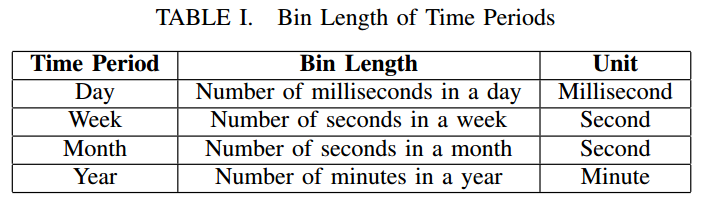 TABLE I. Bin Length of Time Periods
Time Period Bin Length Unit
Day Number of milliseconds in a day Millisecond
Week Number of seconds in a week Second
Month Number of seconds in a month Second
Year Number of minutes in a year Minute